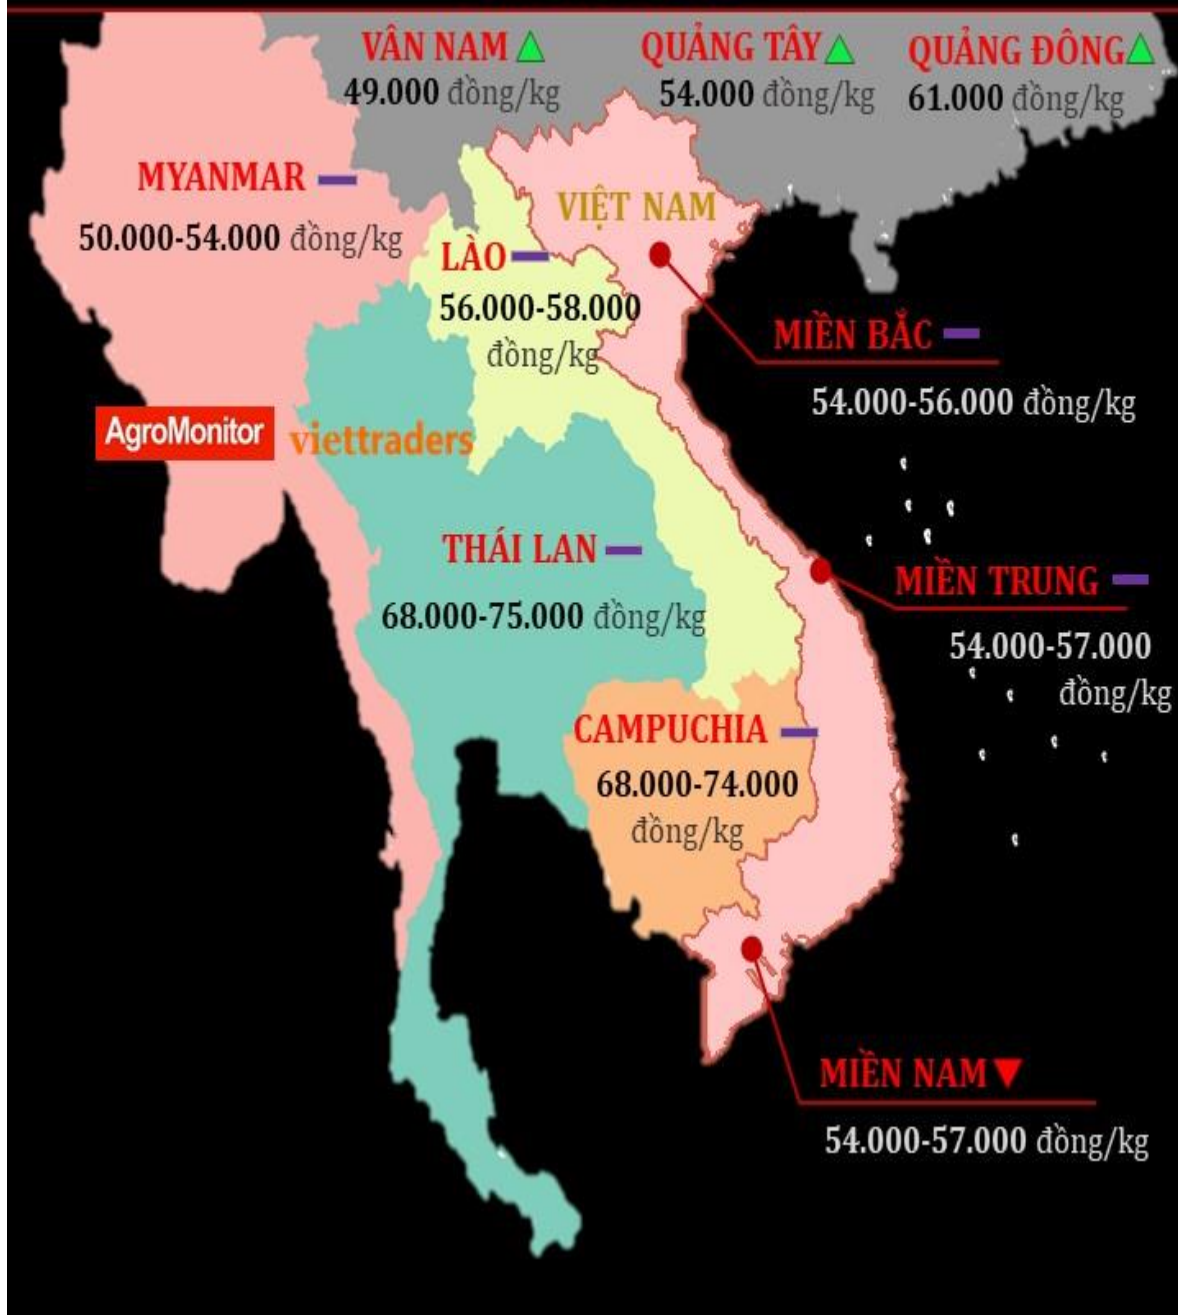 VÂN NAM
49.000 đồng/kg
QUẢNG TÂY
54.000 đồng/kg
QUẢNG ĐÔNG
61.000 đồng/kg
MYANMAR
50.000-54.000 đồng/kg
VIỆT NAM
LÀO
56.000-58.000
đồng/kg
MIỀN BẮC
54.000-56.000 đồng/kg
AgroMonitor
viettraders
THÁI LAN
68.000-75.000 đồng/kg
MIỀN TRUNG
54.000-57.000
đồng/kg
CAMPUCHIA
68.000-74.000
đồng/kg
MIỀN NAM
54.000-57.000 đồng/kg